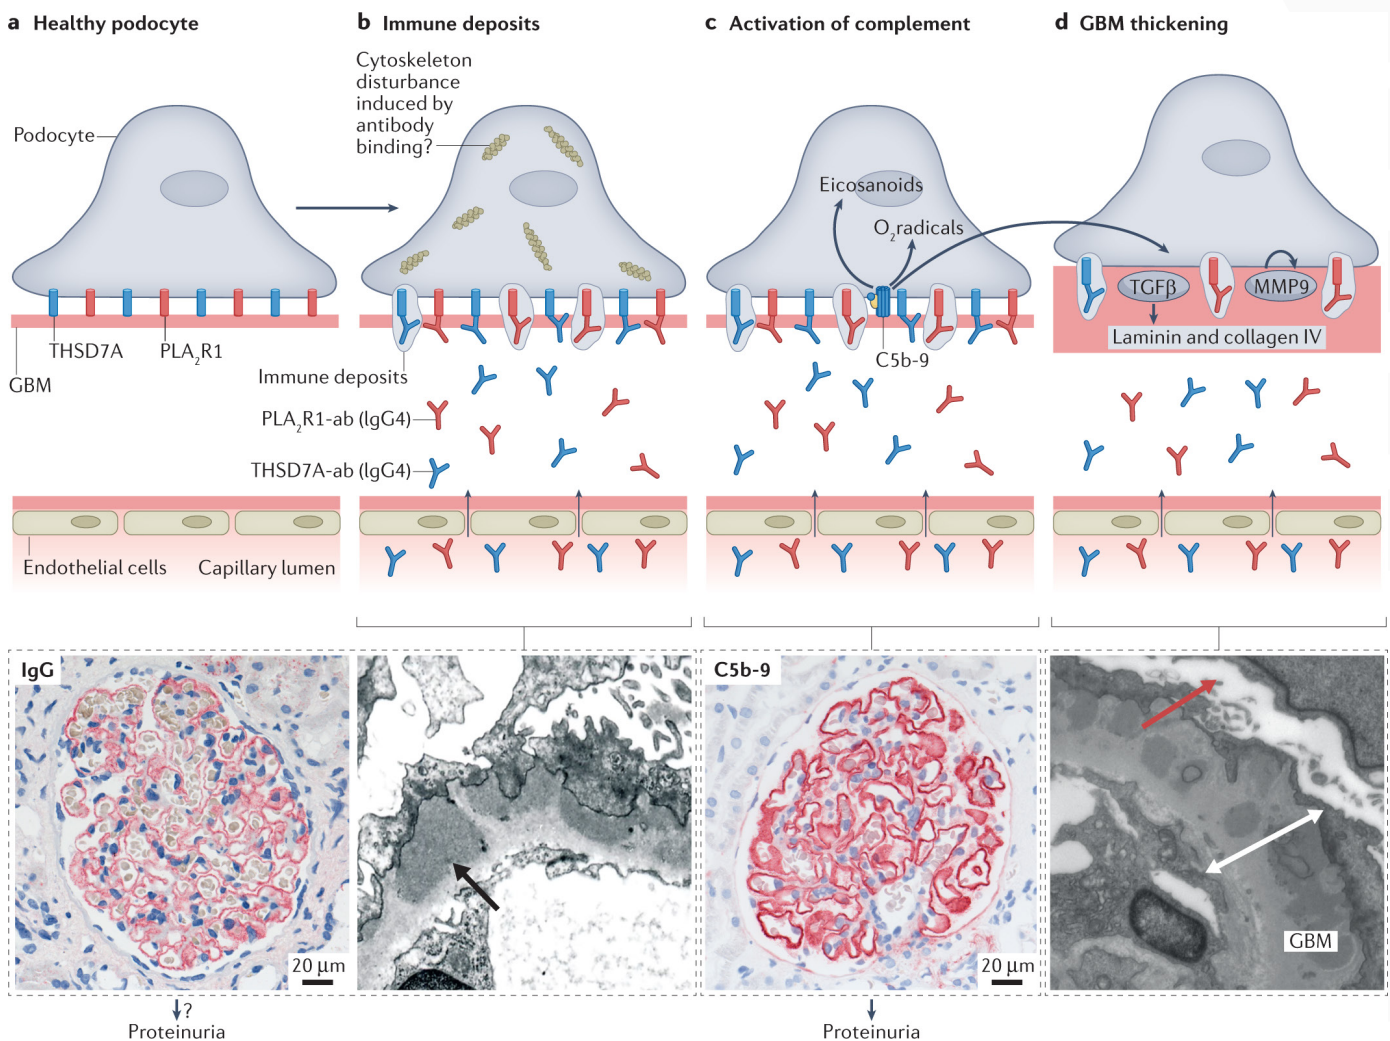 a Healthy podocyte
b Immune deposits
c Activation of complement
d GBM thickening
Podocyte
THSD7A
PLA₂R1
GBM
Endothelial cells
Capillary lumen
Cytoskeleton
disturbance
induced by
antibody
binding?
Immune deposits
PLA₂R1-ab (IgG4)
THSD7A-ab (IgG4)
Eicosanoids
O₂radicals
C5b-9
TGFβ
MMP9
Laminin and collagen IV
IgG
20 μm
C5b-9
20 μm
GBM
?
Proteinuria
Proteinuria